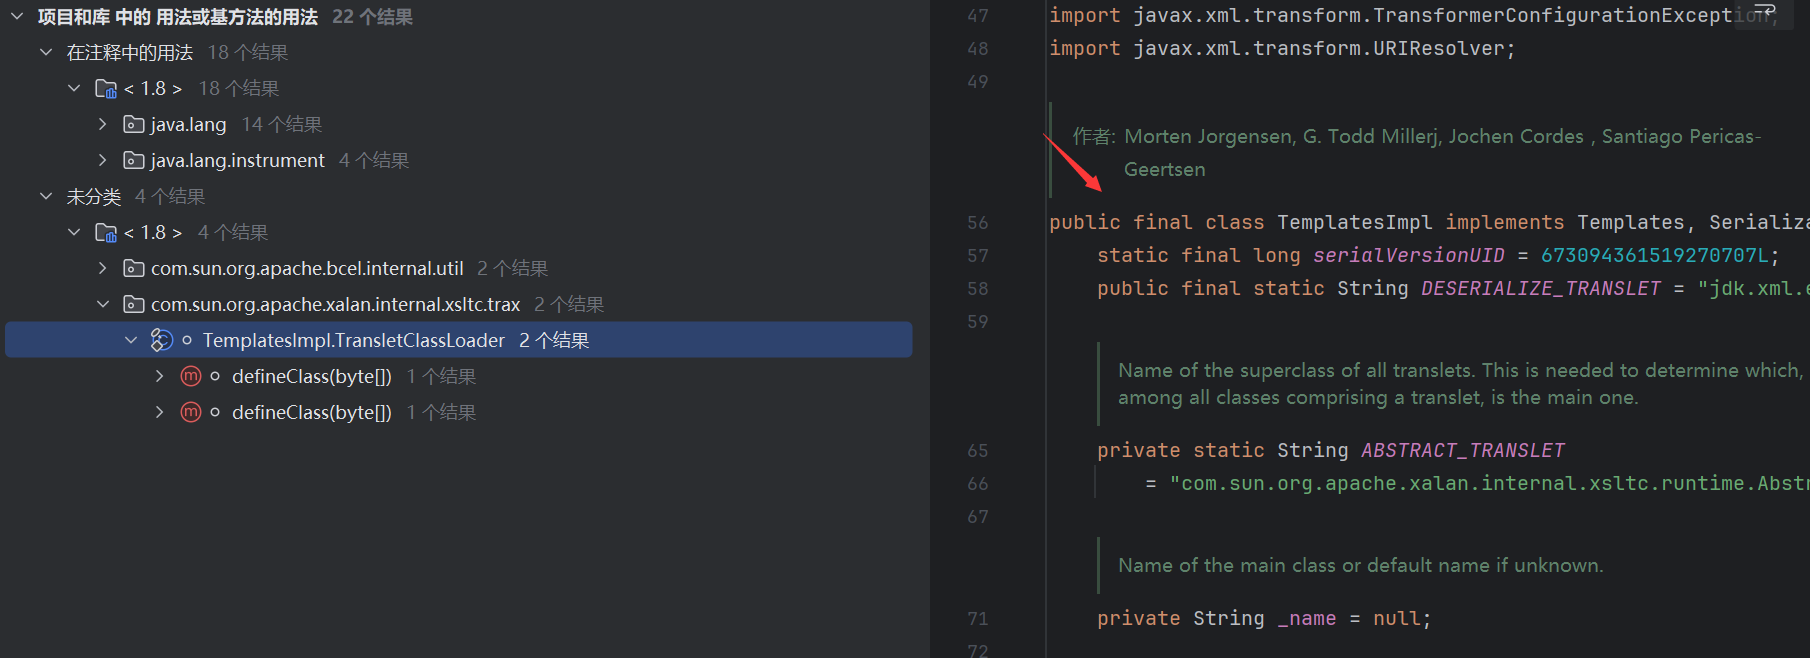 项目和库 中的 用法或基方法的用法 22 个结果
在注释中的用法 18 个结果
< 1.8 > 18 个结果
java.lang 14 个结果
java.lang.instrument 4 个结果
未分类 4 个结果
< 1.8 > 4 个结果
com.sun.org.apache.bcel.internal.util 2 个结果
com.sun.org.apache.xalan.internal.xsltc.trax 2 个结果
TemplatesImpl.TransletClassLoader 2 个结果
defineClass(byte[]) 1 个结果
defineClass(byte[]) 1 个结果
47 import javax.xml.transform.TransformerConfigurationException;
48 import javax.xml.transform.URIResolver;
49
作者: Morten Jorgensen, G. Todd Millerj, Jochen Cordes , Santiago Pericas-
Geertsen
56 public final class TemplatesImpl implements Templates, Serializa
57 static final long serialVersionUID = 673094361519270707L;
58 public final static String DESERIALIZE_TRANSLET = "jdk.xml.e
59
Name of the superclass of all translets. This is needed to determine which,
among all classes comprising a translet, is the main one.
65 private static String ABSTRACT_TRANSLET
66 = "com.sun.org.apache.xalan.internal.xsltc.runtime.Abstr
67
Name of the main class or default name if unknown.
71 private String _name = null;
72